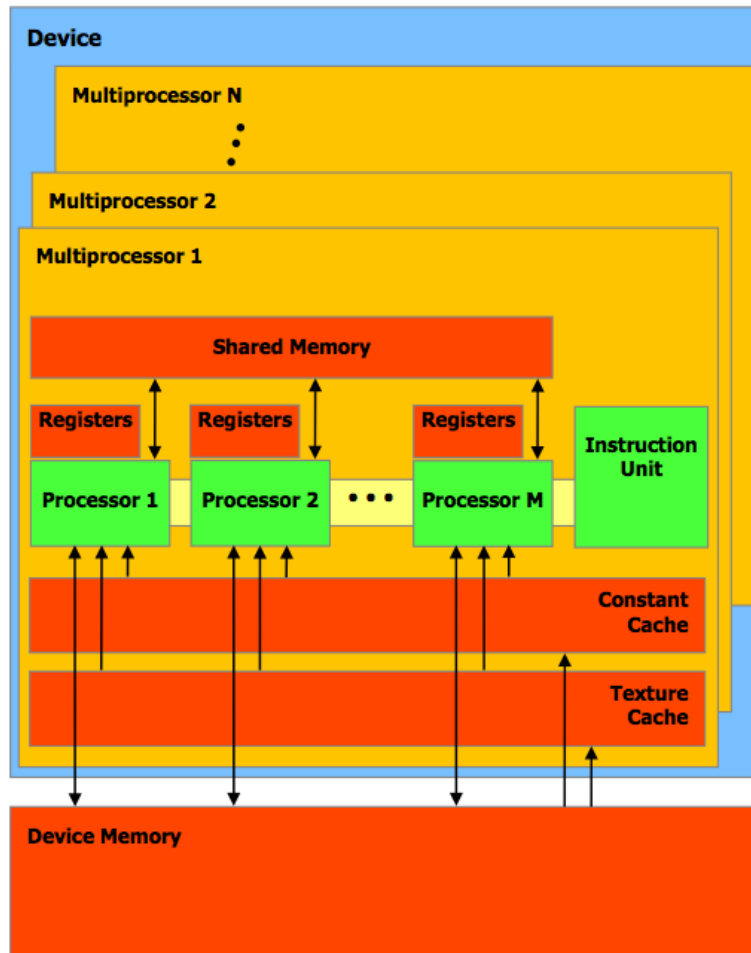 Device
Multiprocessor N
Multiprocessor 2
Multiprocessor 1
Shared Memory
Registers
Registers
Registers
Instruction
Unit
Processor 1
Processor 2
Processor M
Constant
Cache
Texture
Cache
Device Memory